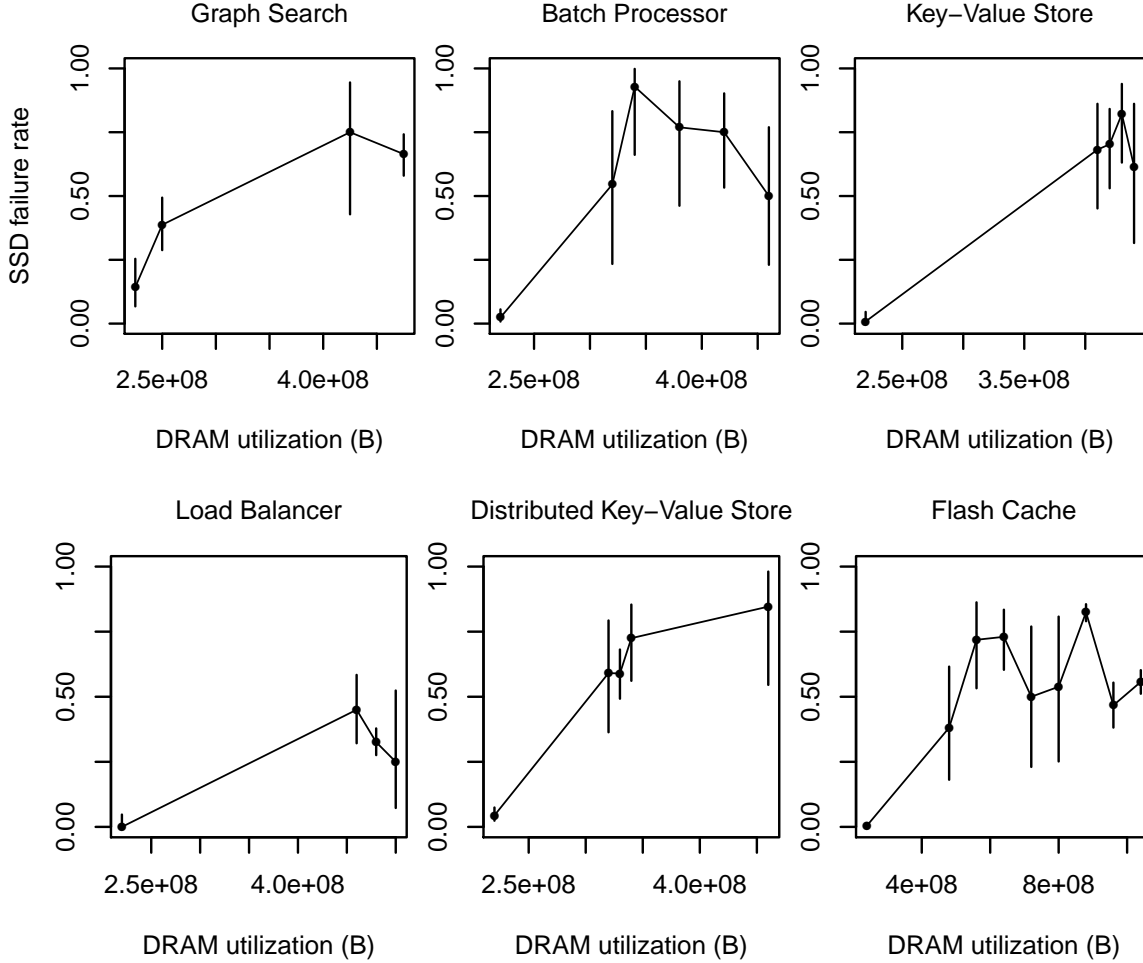 Graph Search
Batch Processor
Key−Value Store
SSD failure rate
0.00
0.50
1.00
2.5e+08 4.0e+08
DRAM utilization (B)
0.00
0.50
1.00
2.5e+08 4.0e+08
DRAM utilization (B)
0.00
0.50
1.00
2.5e+08 3.5e+08
DRAM utilization (B)
Load Balancer
Distributed Key−Value Store
Flash Cache
0.00
0.50
1.00
2.5e+08 4.0e+08
DRAM utilization (B)
0.00
0.50
1.00
2.5e+08 4.0e+08
DRAM utilization (B)
0.00
0.50
1.00
4e+08 8e+08
DRAM utilization (B)